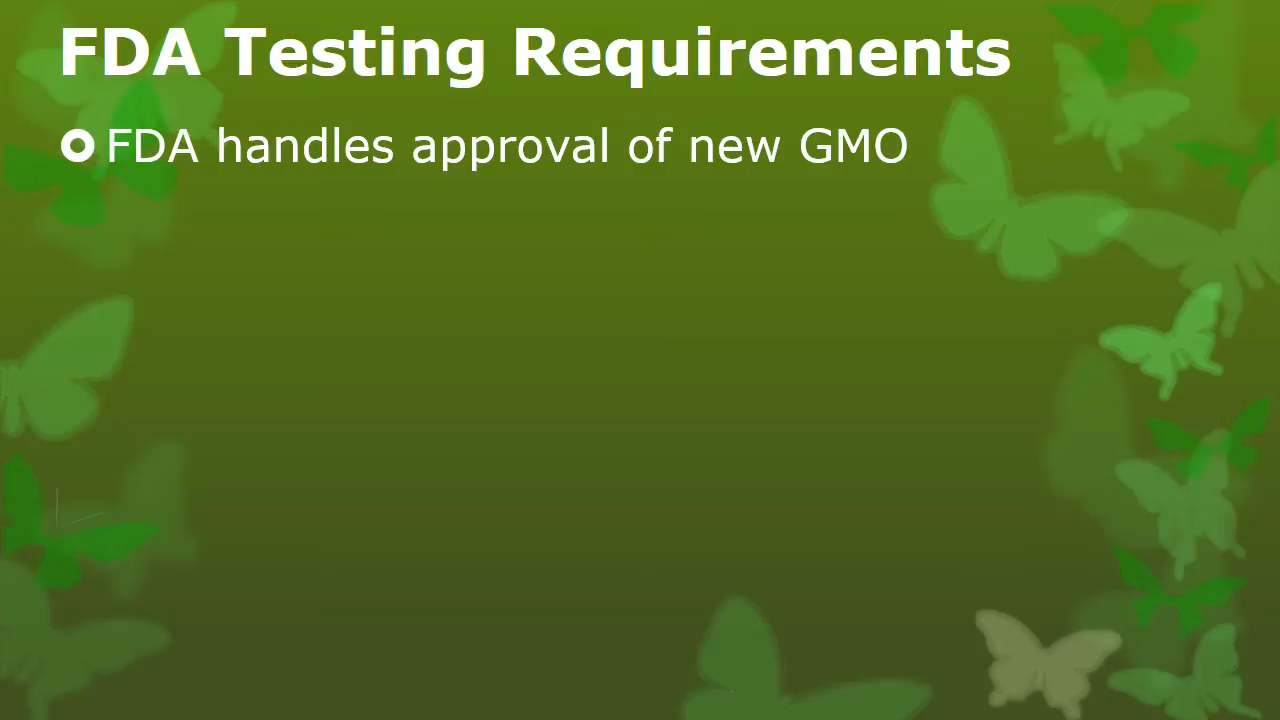 FDA Testing Requirements
FDA handles approval of new GMO